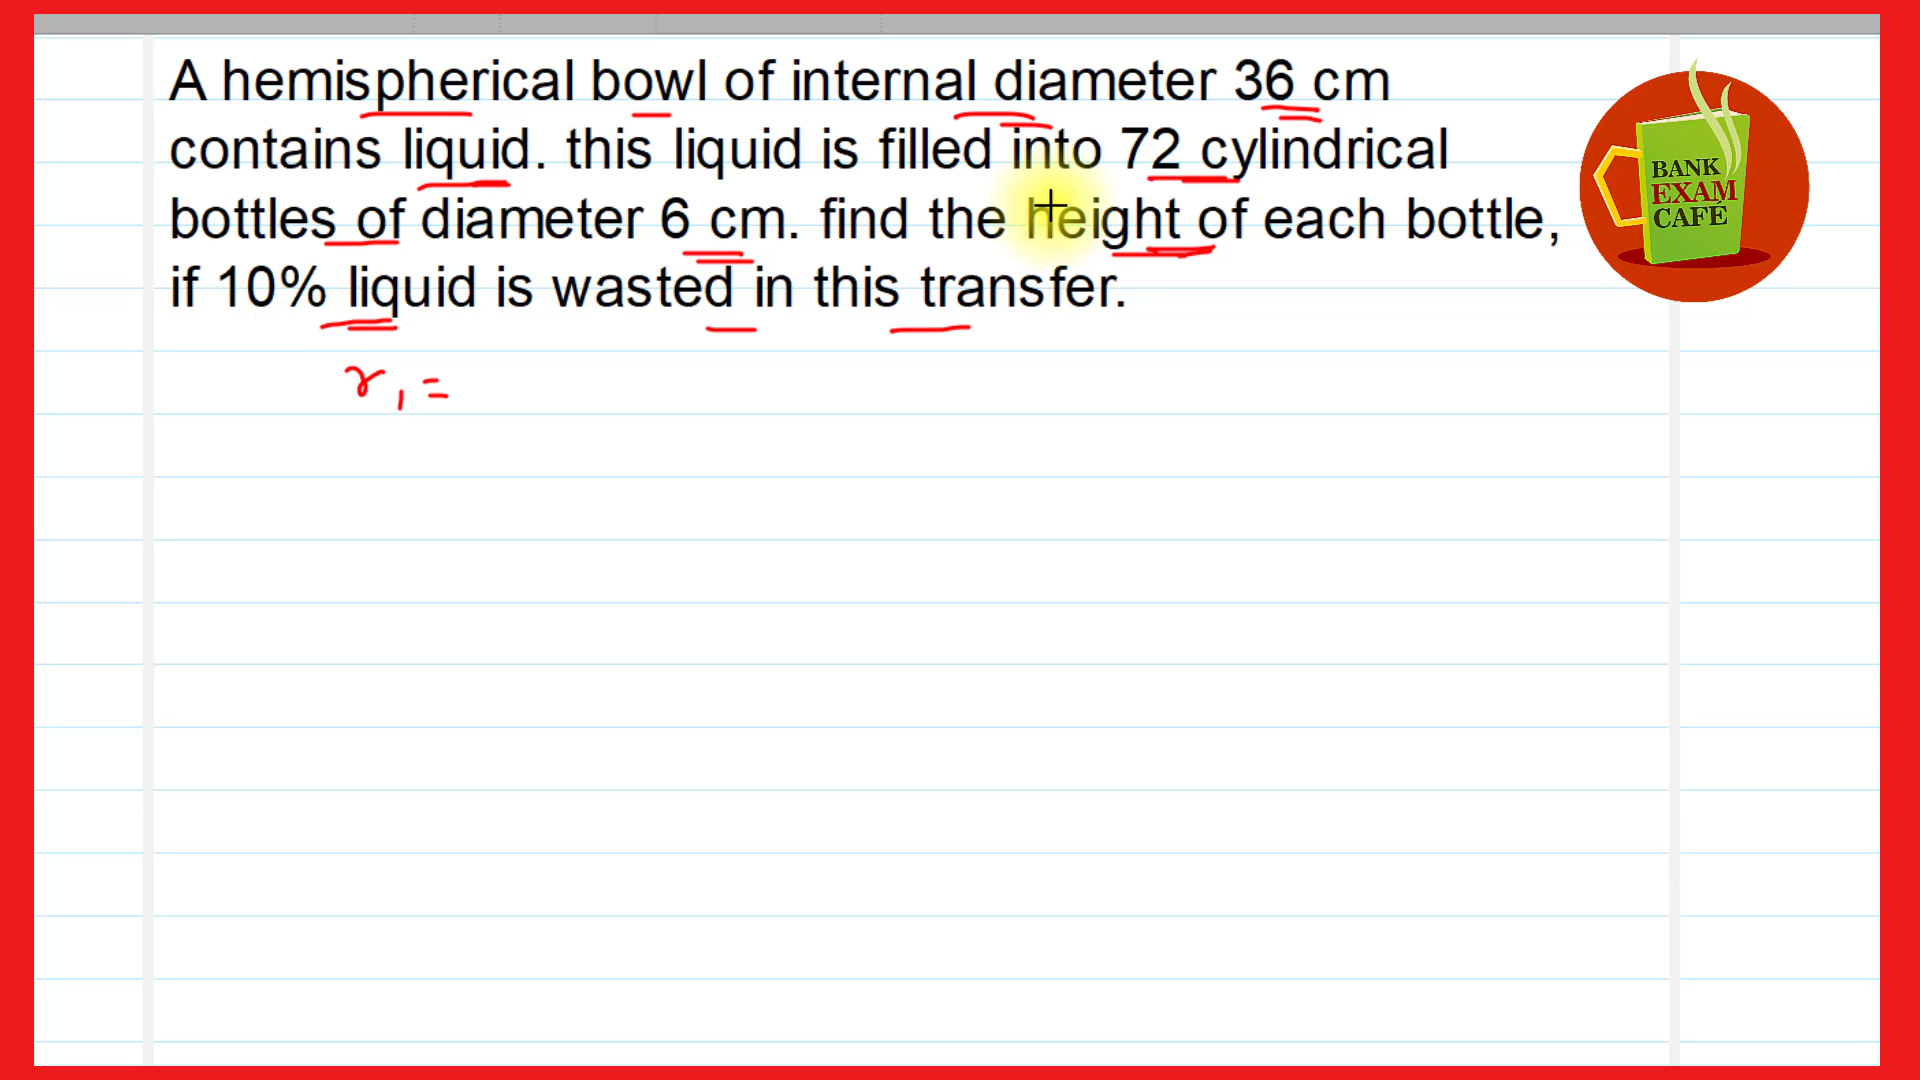 A hemispherical bowl of internal diameter 36 cm
contains liquid. this liquid is filled into 72 cylindrical
bottles of diameter 6 cm. find the height of each bottle,
if 10% liquid is wasted in this transfer.
r₁ =
BANK
EXAM
CAFÉ